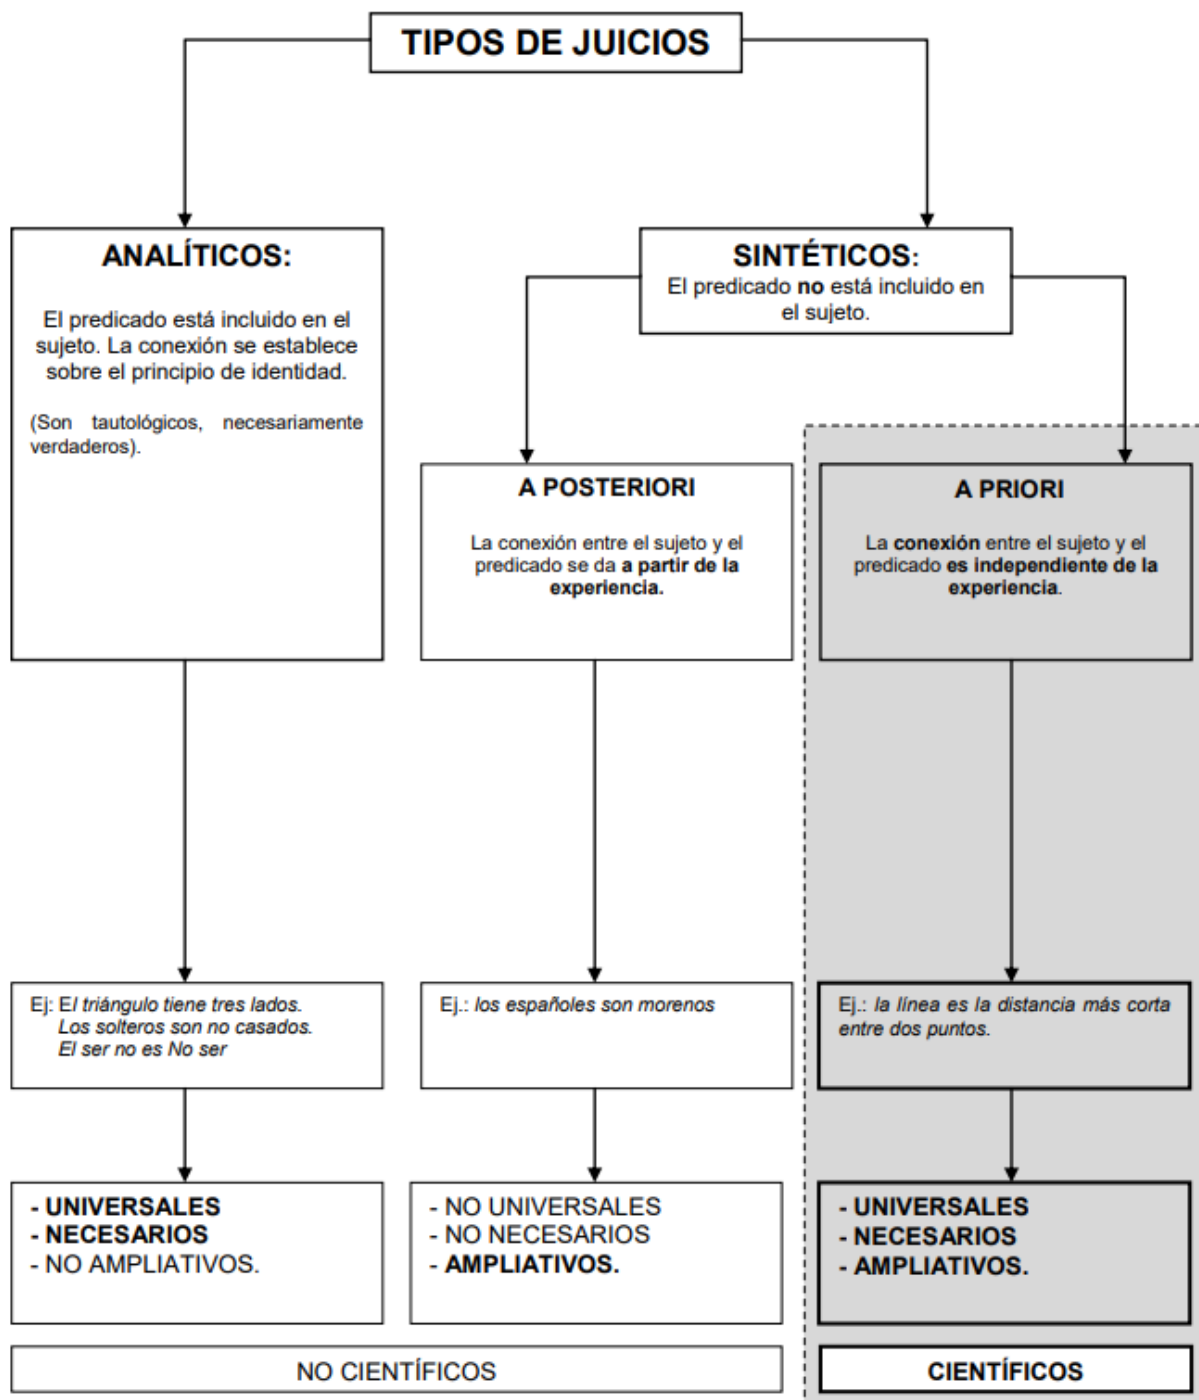 TIPOS DE JUICIOS
ANALÍTICOS:
El predicado está incluido en el
sujeto. La conexión se establece
sobre el principio de identidad.
(Son tautológicos, necesariamente
verdaderos).
SINTÉTICOS:
El predicado no está incluido en
el sujeto.
A POSTERIORI
La conexión entre el sujeto y el
predicado se da a partir de la
experiencia.
A PRIORI
La conexión entre el sujeto y el
predicado es independiente de la
experiencia.
Ej: El triángulo tiene tres lados.
Los solteros son no casados.
El ser no es No ser
Ej.: los españoles son morenos
Ej.: la línea es la distancia más corta
entre dos puntos.
- UNIVERSALES
- NECESARIOS
- NO AMPLIATIVOS.
- NO UNIVERSALES
- NO NECESARIOS
- AMPLIATIVOS.
- UNIVERSALES
- NECESARIOS
- AMPLIATIVOS.
NO CIENTÍFICOS
CIENTÍFICOS